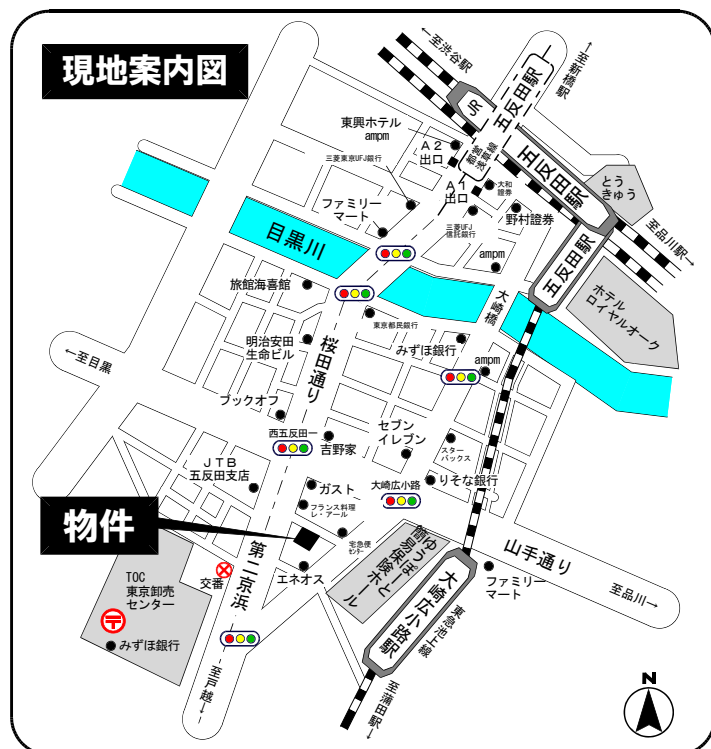 現地案内図
←至渋谷駅
←至新橋駅
JR
五反田駅
五反田駅
都営
浅草線
五反田駅
とう
きゅう
至品川駅→
東興ホテル
ampm
A2
出口
三菱東京UFJ銀行
A1
出口
大和
證券
ファミリー
マート
三菱UFJ
信託銀行
野村證券
目黒川
ampm
五反田駅
ホテル
ロイヤルオーク
旅館海喜館
大崎橋
東京都民銀行
明治安田
生命ビル
みずほ銀行
ampm
←至目黒
桜田通り
ブックオフ
西五反田一
吉野家
セブン
イレブン
スター
バックス
JTB
五反田支店
ガスト
大崎広小路
りそな銀行
フランス料理
レ・アール
物件
宅急便
センター
ゆうぽーと
簡易保険ホール
山手通り
第二京浜
エネオス
交番
ファミリー
マート
至品川→
TOC
東京卸売
センター
〒
みずほ銀行
大崎広小路駅
東急池上線
至戸越→
至蒲田駅→
N